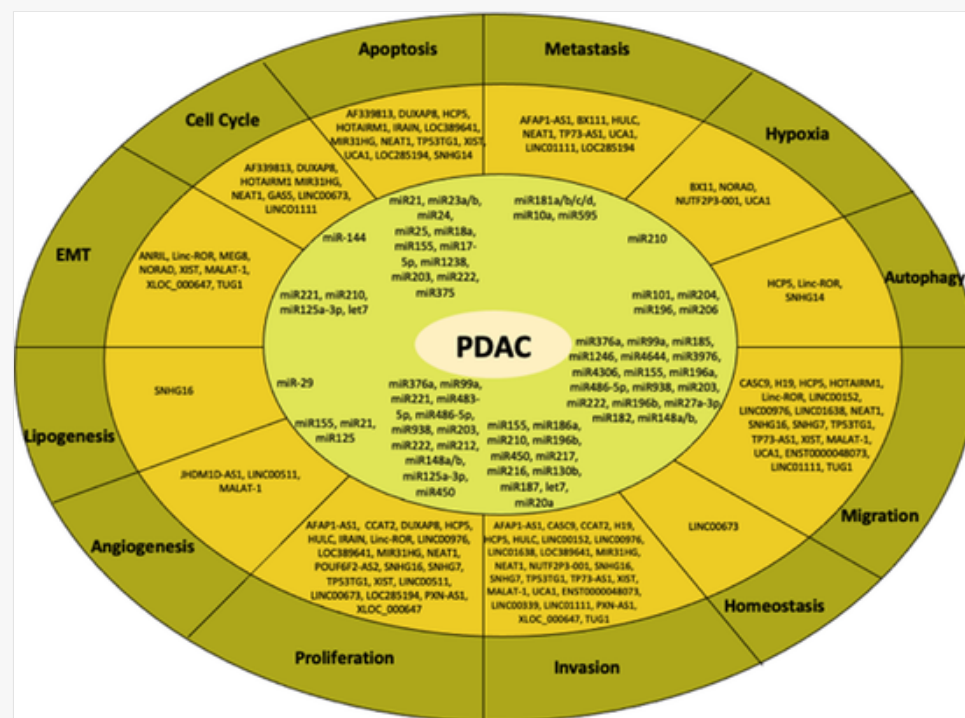 Apoptosis
Metastasis
Cell Cycle
Hypoxia
EMT
Autophagy
Lipogenesis
Migration
Angiogenesis
Homeostasis
Proliferation
Invasion
AF339813, DUXAP8, HCP5,
HOTAIRM1, IRAIN, LOC389641,
MIR31HG, NEAT1, TP53TG1, XIST,
UCA1, LOC285194, SNHG14
AFAP1-AS1, BX111, HULC,
NEAT1, TP73-AS1, UCA1,
LINC01111, LOC285194
AF339813, DUXAP8,
HOTAIRM1 MIR31HG,
NEAT1, GAS5, LINC00673,
LINCO1111
BX11, NORAD,
NUTF2P3-001, UCA1
ANRIL, Linc-ROR, MEG8,
NORAD, XIST, MALAT-1,
XLOC_000647, TUG1
HCP5, Linc-ROR,
SNHG14
SNHG16
CASC9, H19, HCP5, HOTAIRM1,
Linc-ROR, LINC00152,
LINC00976, LINC01638, NEAT1,
SNHG16, SNHG7, TP53TG1,
TP73-AS1, XIST, MALAT-1,
UCA1, ENST0000048073,
LINC01111, TUG1
JHDM1D-AS1, LINC00511,
MALAT-1
LINC00673
AFAP1-AS1, CCAT2, DUXAP8, HCP5,
HULC, IRAIN, Linc-ROR, LINC00976,
LOC389641, MIR31HG, NEAT1,
POUF6F2-AS2, SNHG16, SNHG7,
TP53TG1, XIST, LINC00511,
LINC00673, LOC285194, PXN-AS1,
XLOC_000647
AFAP1-AS1, CASC9, CCAT2, H19,
HCP5, HULC, LINC00152, LINC00976,
LINC01638, LOC389641, MIR31HG,
NEAT1, NUTF2P3-001, SNHG16,
SNHG7, TP53TG1, TP73-AS1, XIST,
MALAT-1, UCA1, ENST0000048073,
LINC00339, LINC01111, PXN-AS1,
XLOC_000647, TUG1
miR21, miR23a/b,
miR24,
miR25, miR18a,
miR155, miR17-
5p, miR1238,
miR203, miR222,
miR375
miR181a/b/c/d,
miR10a, miR595
miR-144
miR210
miR221, miR210,
miR125a-3p, let7
miR101, miR204,
miR196, miR206
PDAC
miR376a, miR99a, miR185,
miR1246, miR4644, miR3976,
miR4306, miR155, miR196a,
miR486-5p, miR938, miR203,
miR222, miR196b, miR27a-3p,
miR182, miR148a/b,
miR-29
miR155, miR21,
miR125
miR376a, miR99a,
miR221, miR483-
5p, miR486-5p,
miR938, miR203,
miR222, miR212,
miR148a/b,
miR125a-3p,
miR450
miR155, miR186a,
miR210, miR196b,
miR450, miR217,
miR216, miR130b,
miR187, let7,
miR20a